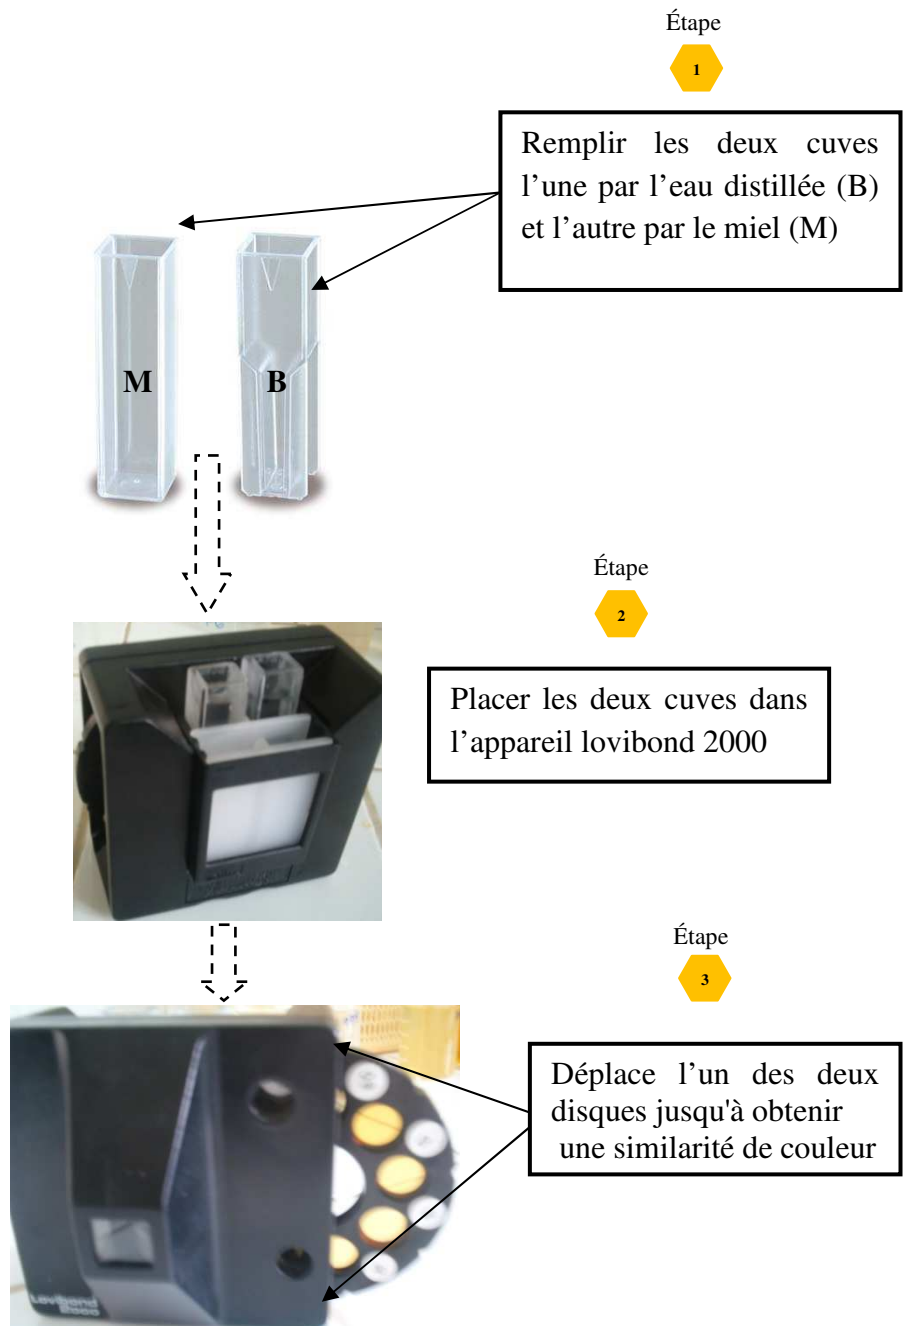 Étape
1
Remplir les deux cuves
l’une par l’eau distillée (B)
et l’autre par le miel (M)
M
B
Étape
2
Placer les deux cuves dans
l’appareil lovibond 2000
Étape
3
Déplace l’un des deux
disques jusqu'à obtenir
une similarité de couleur
Lovibond
2000